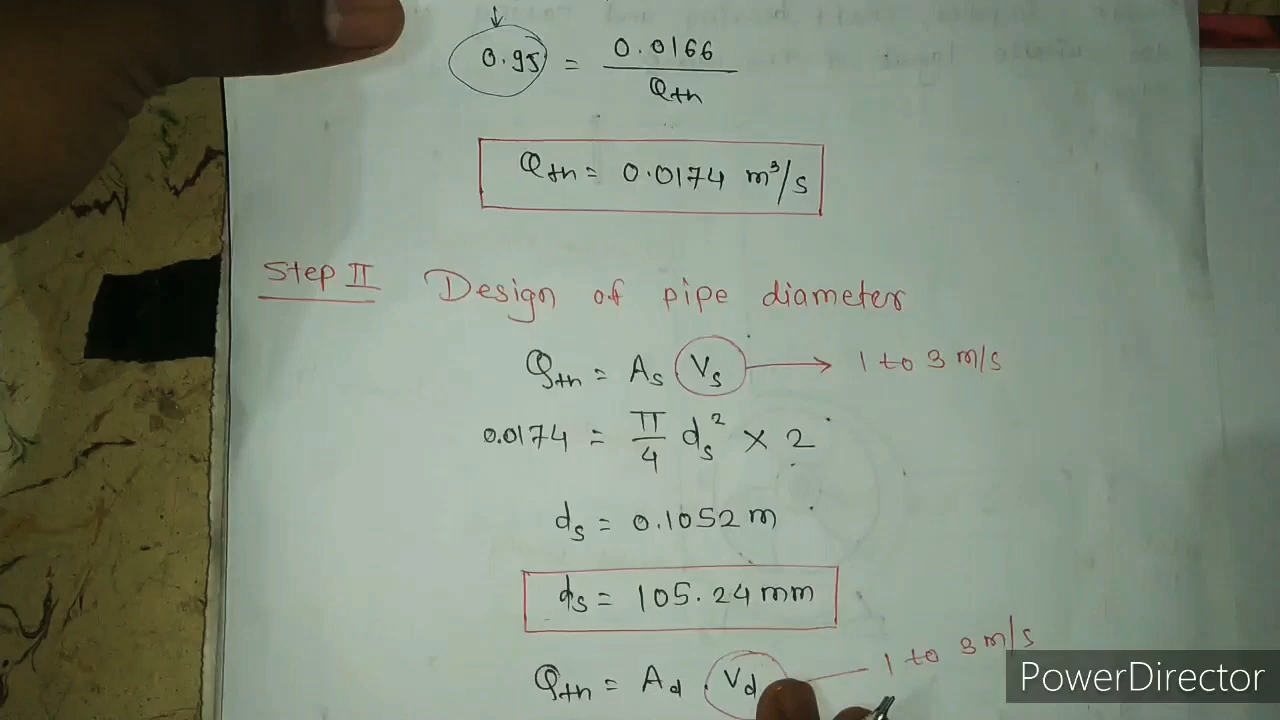 0.95 = 0.0166 / Qth
Qth = 0.0174 m³/s
Step II Design of pipe diameter
Qth = As Vs → 1 to 3 m/s
0.0174 = π/4 ds² × 2
ds = 0.1052 m
ds = 105.24 mm
Qth = Ad Vd 1 to 3 m/s
PowerDirector